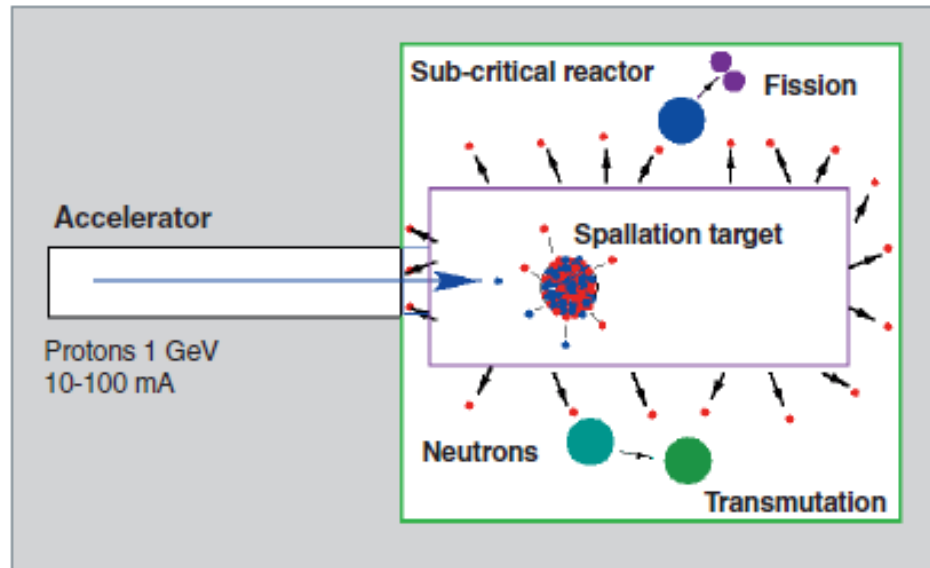 Sub-critical reactor
Fission
Accelerator
Spallation target
Protons 1 GeV
10-100 mA
Neutrons
Transmutation